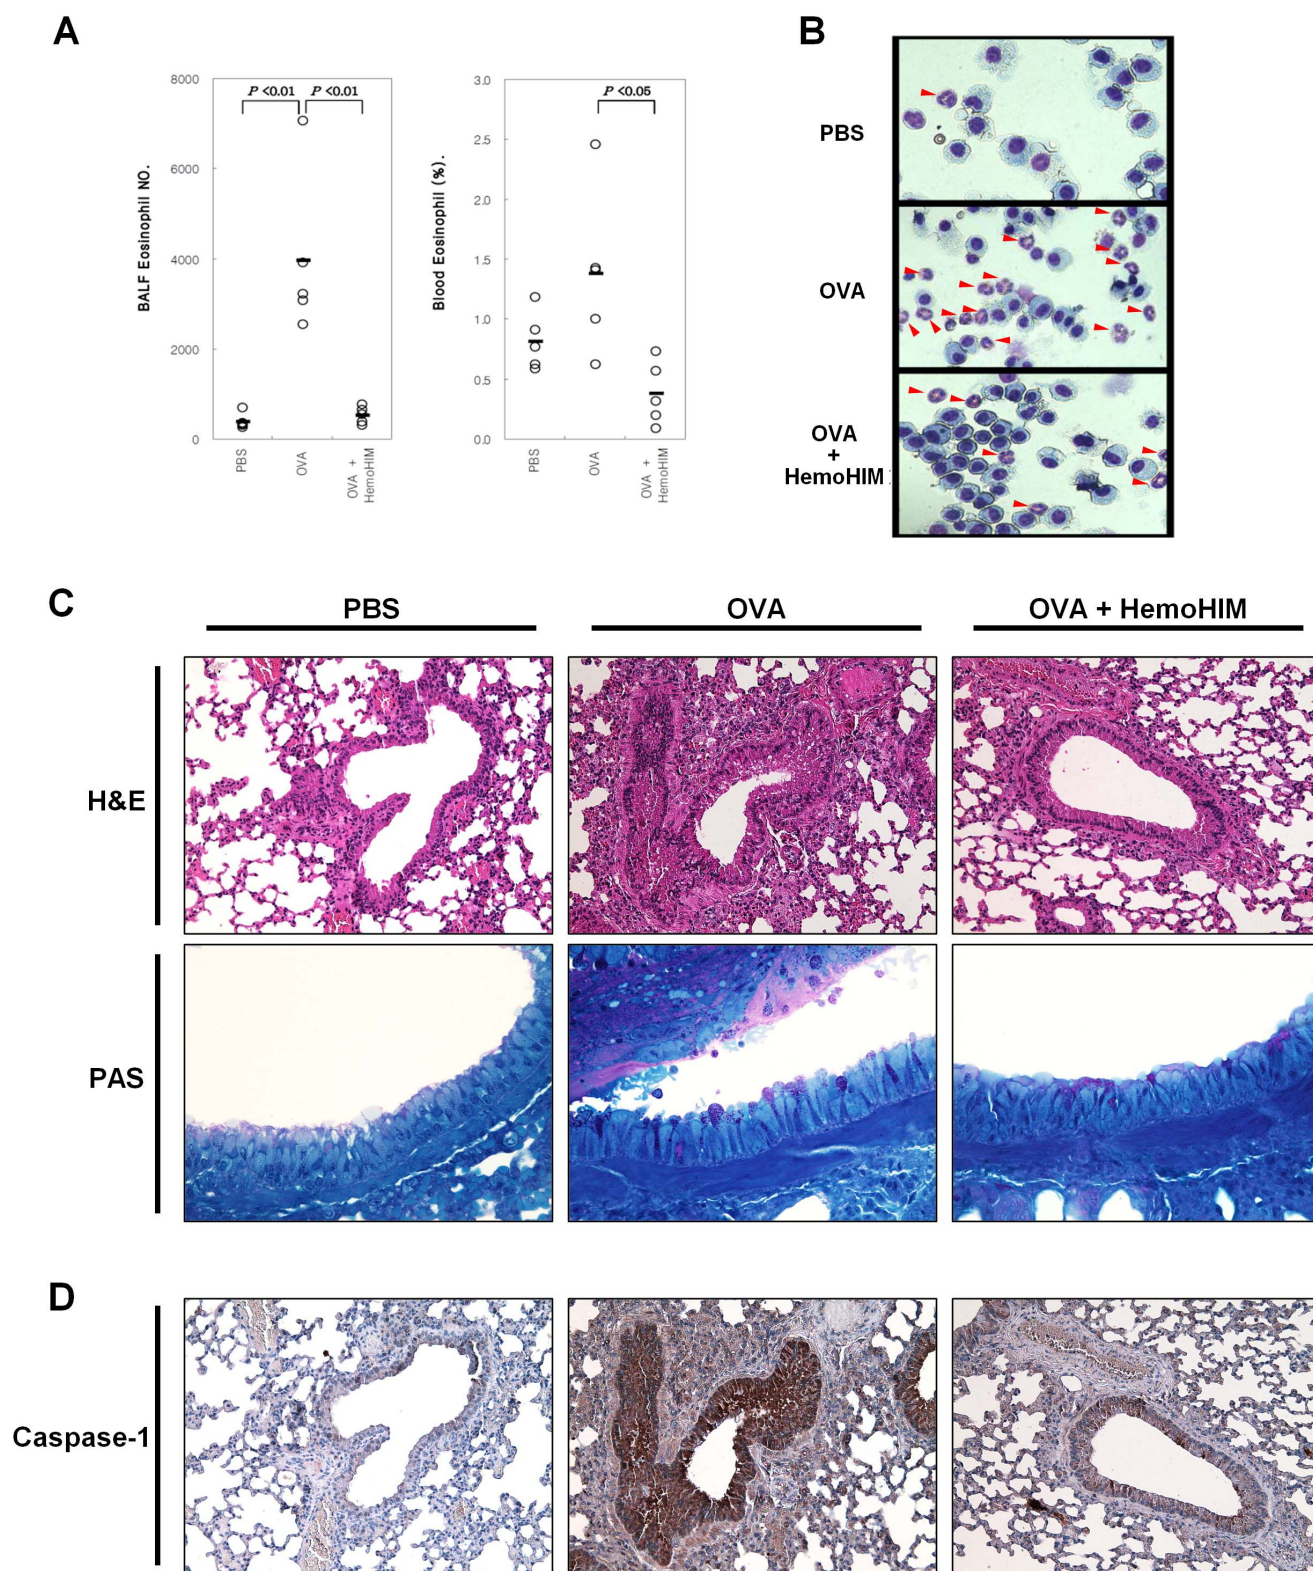 A
B
8000
6000
4000
2000
0
BALF Eosinophil NO.
P <0.01
P <0.01
PBS
OVA
OVA +
HemoHIM
3.0
2.5
2.0
1.5
1.0
0.5
0.0
Blood Eosinophil (%).
P <0.05
PBS
OVA
OVA +
HemoHIM
PBS
OVA
OVA
+
HemoHIM
C
PBS
OVA
OVA + HemoHIM
H&E
PAS
D
Caspase-1